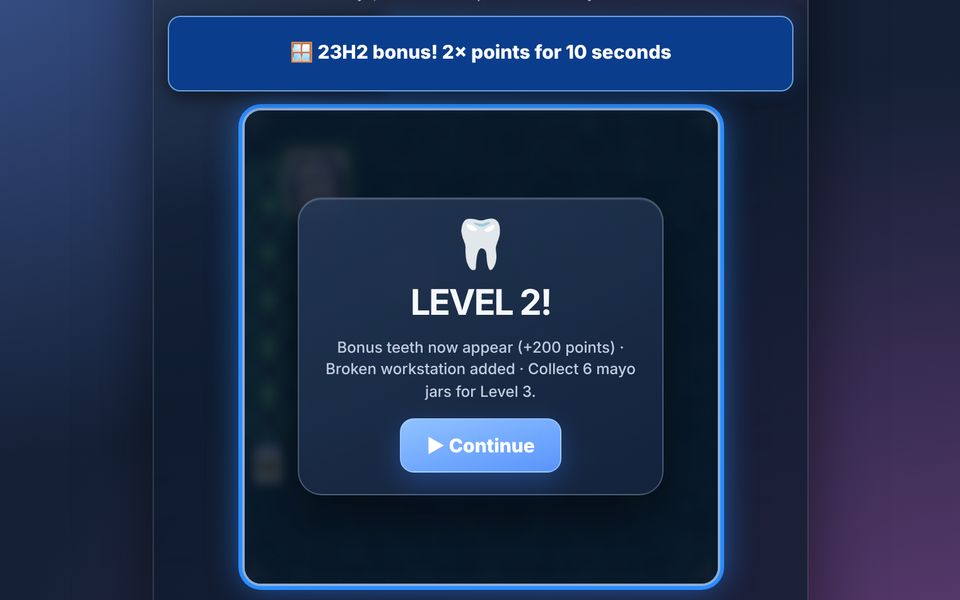 🪟 23H2 bonus! 2× points for 10 seconds
LEVEL 2!
Bonus teeth now appear (+200 points) ·
Broken workstation added · Collect 6 mayo
jars for Level 3.
▶ Continue